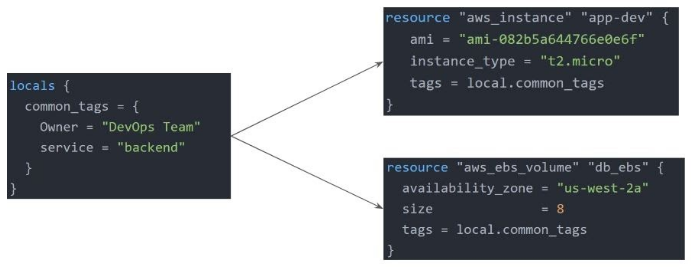 locals {
common_tags = {
Owner = "DevOps Team"
service = "backend"
}
}
resource "aws_instance" "app-dev" {
ami = "ami-082b5a644766e0e6f"
instance_type = "t2.micro"
tags = local.common_tags
}
resource "aws_ebs_volume" "db_ebs" {
availability_zone = "us-west-2a"
size = 8
tags = local.common_tags
}